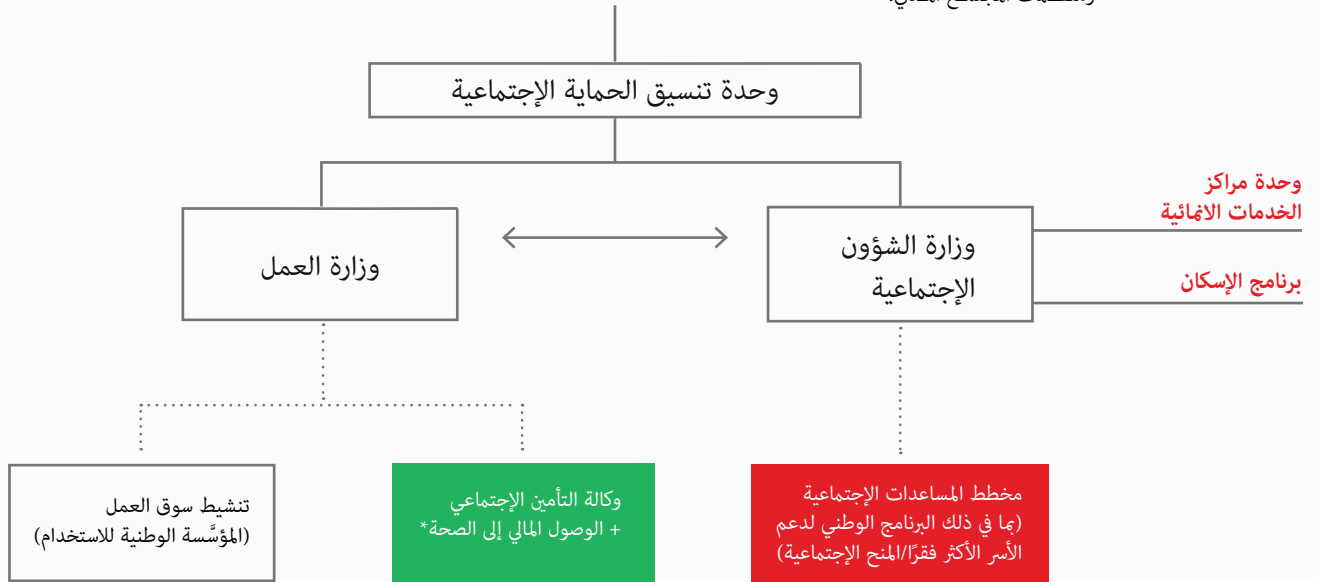 وحدة تنسيق الحماية الإجتماعية
وحدة مراكز
الخدمات الانمائية
برنامج الإسكان
وزارة الشؤون
الإجتماعية
وزارة العمل
مخطط المساعدات الإجتماعية
(بما في ذلك البرنامج الوطني لدعم
الأسر الأكثر فقرًا/المنح الإجتماعية)
وكالة التأمين الإجتماعي
+ الوصول المالي إلى الصحة*
تنشيط سوق العمل
(المؤسَّسة الوطنية للاستخدام)